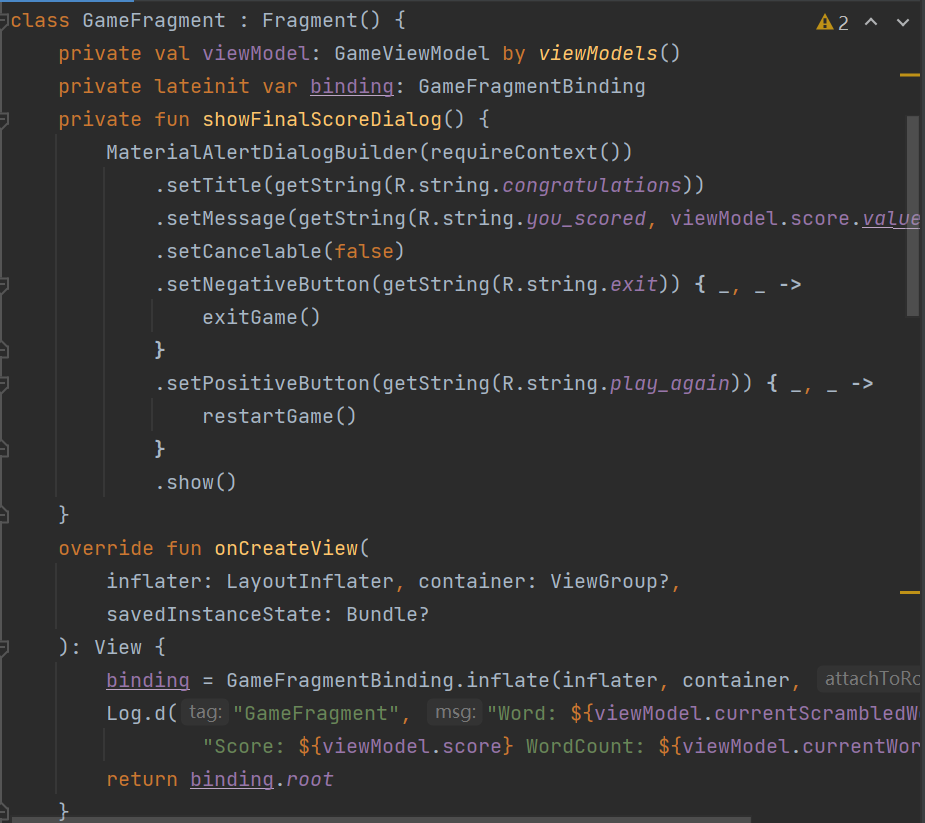 class GameFragment : Fragment() {
2
private val viewModel: GameViewModel by viewModels()
private lateinit var binding: GameFragmentBinding
private fun showFinalScoreDialog() {
MaterialAlertDialogBuilder(requireContext())
.setTitle(getString(R.string.congratulations))
.setMessage(getString(R.string.you_scored, viewModel.score.value
.setCancelable(false)
.setNegativeButton(getString(R.string.exit)) { _, _ ->
exitGame()
}
.setPositiveButton(getString(R.string.play_again)) { _, _ ->
restartGame()
}
.show()
}
override fun onCreateView(
inflater: LayoutInflater, container: ViewGroup?,
savedInstanceState: Bundle?
): View {
binding = GameFragmentBinding.inflate(inflater, container, attachToRo
Log.d( tag: "GameFragment", msg: "Word: ${viewModel.currentScrambledW
"Score: ${viewModel.score} WordCount: ${viewModel.currentWor
return binding.root
}